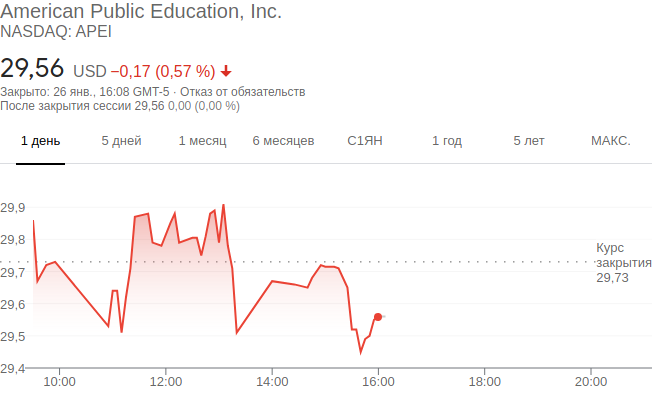 American Public Education, Inc.
NASDAQ: APEI
29,56 USD −0,17 (0,57 %)
Закрыто: 26 янв., 16:08 GMT-5 · Отказ от обязательств
После закрытия сессии 29,56 0,00 (0,00 %)
1 день 5 дней 1 месяц 6 месяцев С1ЯН 1 год 5 лет МАКС.
29,9
29,8
Курс
закрытия
29,73
29,7
29,6
29,5
29,4
10:00 12:00 14:00 16:00 18:00 20:00